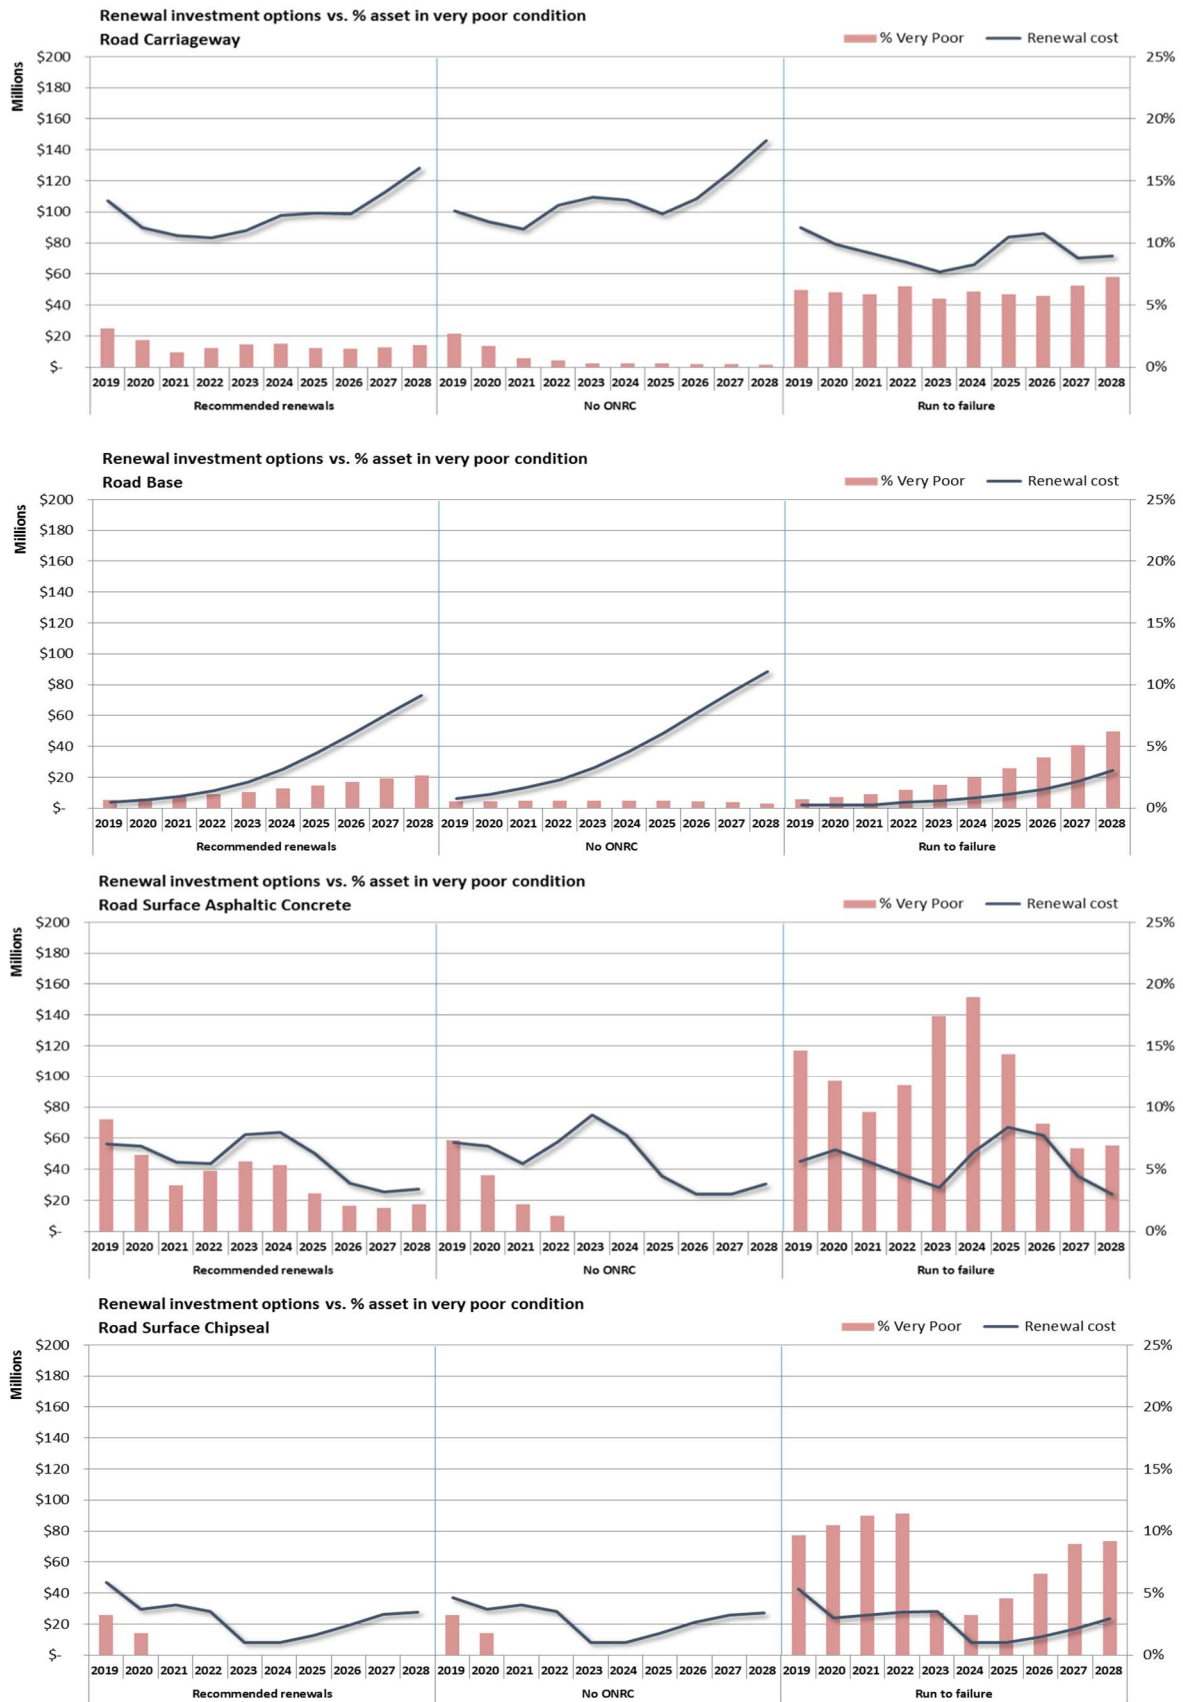 Renewal investment options vs. % asset in very poor condition
Road Carriageway
% Very Poor
Renewal cost
Millions
$200 25%
$180
$160 20%
$140
$120 15%
$100
$80 10%
$60
$40 5%
$20
$- 0%
2019 2020 2021 2022 2023 2024 2025 2026 2027 2028 2019 2020 2021 2022 2023 2024 2025 2026 2027 2028 2019 2020 2021 2022 2023 2024 2025 2026 2027 2028
Recommended renewals No ONRC Run to failure
Renewal investment options vs. % asset in very poor condition
Road Base
% Very Poor
Renewal cost
Millions
$200 25%
$180
$160 20%
$140
$120 15%
$100
$80 10%
$60
$40 5%
$20
$- 0%
2019 2020 2021 2022 2023 2024 2025 2026 2027 2028 2019 2020 2021 2022 2023 2024 2025 2026 2027 2028 2019 2020 2021 2022 2023 2024 2025 2026 2027 2028
Recommended renewals No ONRC Run to failure
Renewal investment options vs. % asset in very poor condition
Road Surface Asphaltic Concrete
% Very Poor
Renewal cost
Millions
$200 25%
$180
$160 20%
$140
$120 15%
$100
$80 10%
$60
$40 5%
$20
$- 0%
2019 2020 2021 2022 2023 2024 2025 2026 2027 2028 2019 2020 2021 2022 2023 2024 2025 2026 2027 2028 2019 2020 2021 2022 2023 2024 2025 2026 2027 2028
Recommended renewals No ONRC Run to failure
Renewal investment options vs. % asset in very poor condition
Road Surface Chipseal
% Very Poor
Renewal cost
Millions
$200 25%
$180
$160 20%
$140
$120 15%
$100
$80 10%
$60
$40 5%
$20
$- 0%
2019 2020 2021 2022 2023 2024 2025 2026 2027 2028 2019 2020 2021 2022 2023 2024 2025 2026 2027 2028 2019 2020 2021 2022 2023 2024 2025 2026 2027 2028
Recommended renewals No ONRC Run to failure